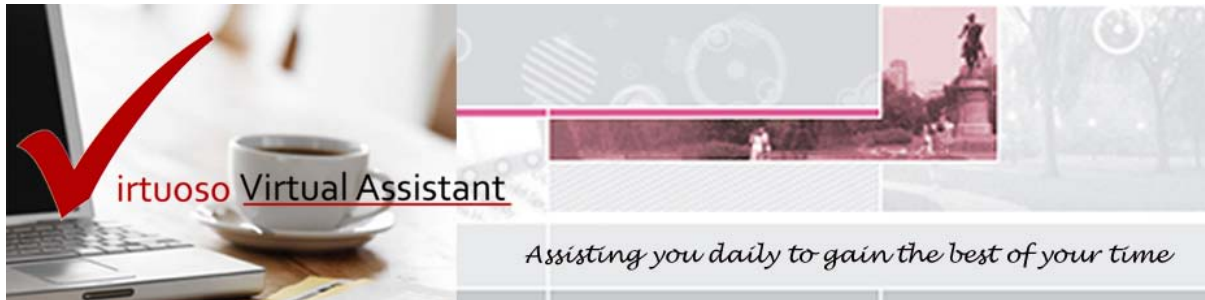 Virtuoso Virtual Assistant
Assisting you daily to gain the best of your time